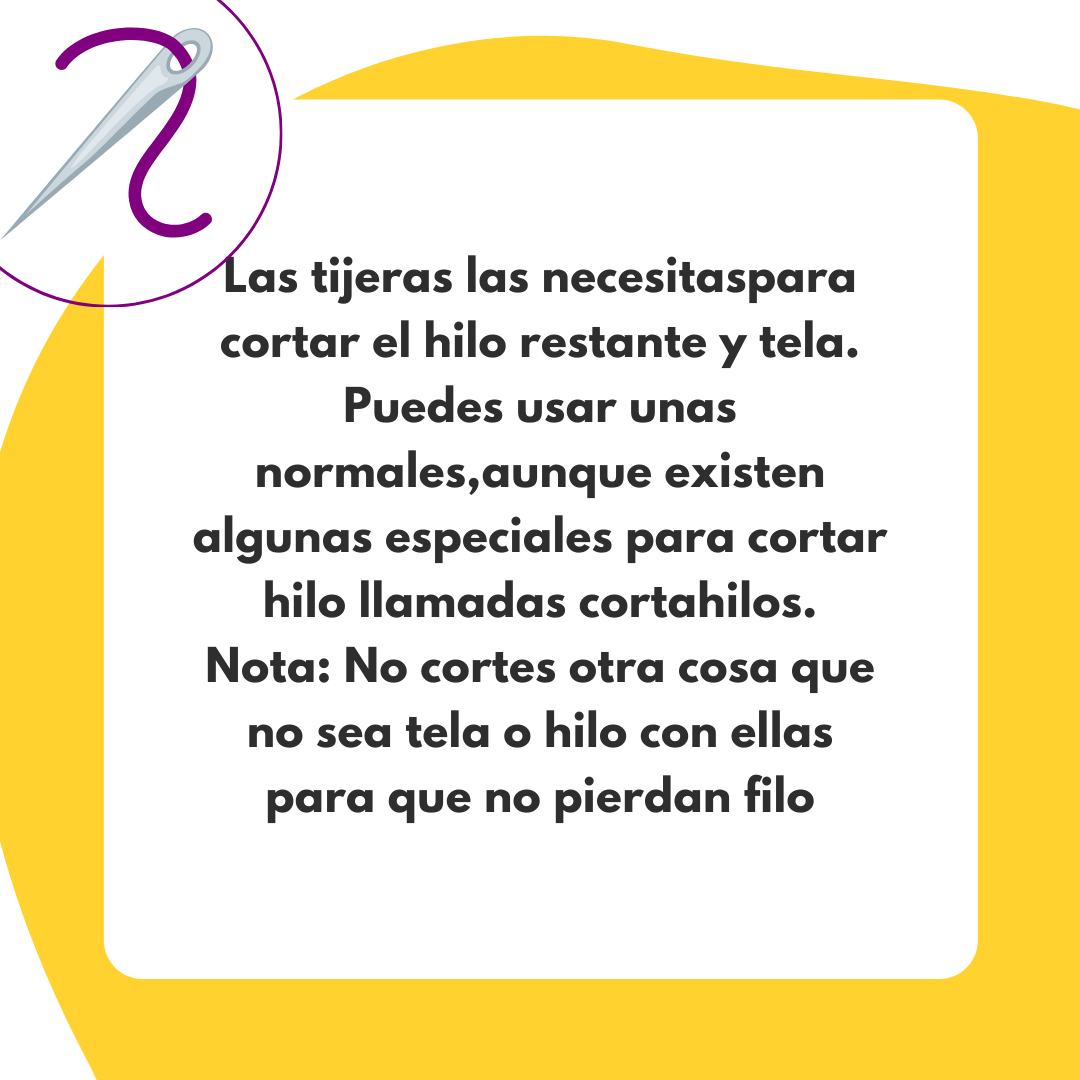 Las tijeras las necesitaspara
cortar el hilo restante y tela.
Puedes usar unas
normales,aunque existen
algunas especiales para cortar
hilo llamadas cortahilos.
Nota: No cortes otra cosa que
no sea tela o hilo con ellas
para que no pierdan filo